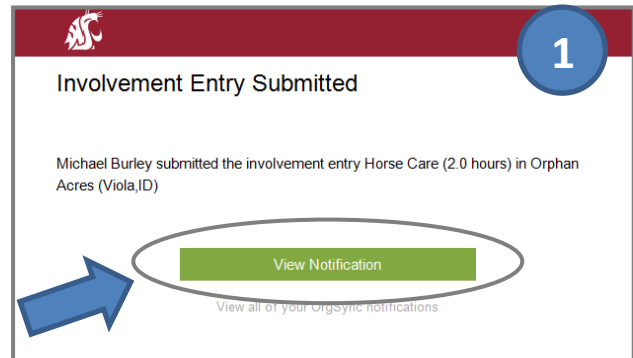 1
Involvement Entry Submitted
Michael Burley submitted the involvement entry Horse Care (2.0 hours) in Orphan
Acres (Viola,ID)
View Notification
View all of your OrgSync notifications